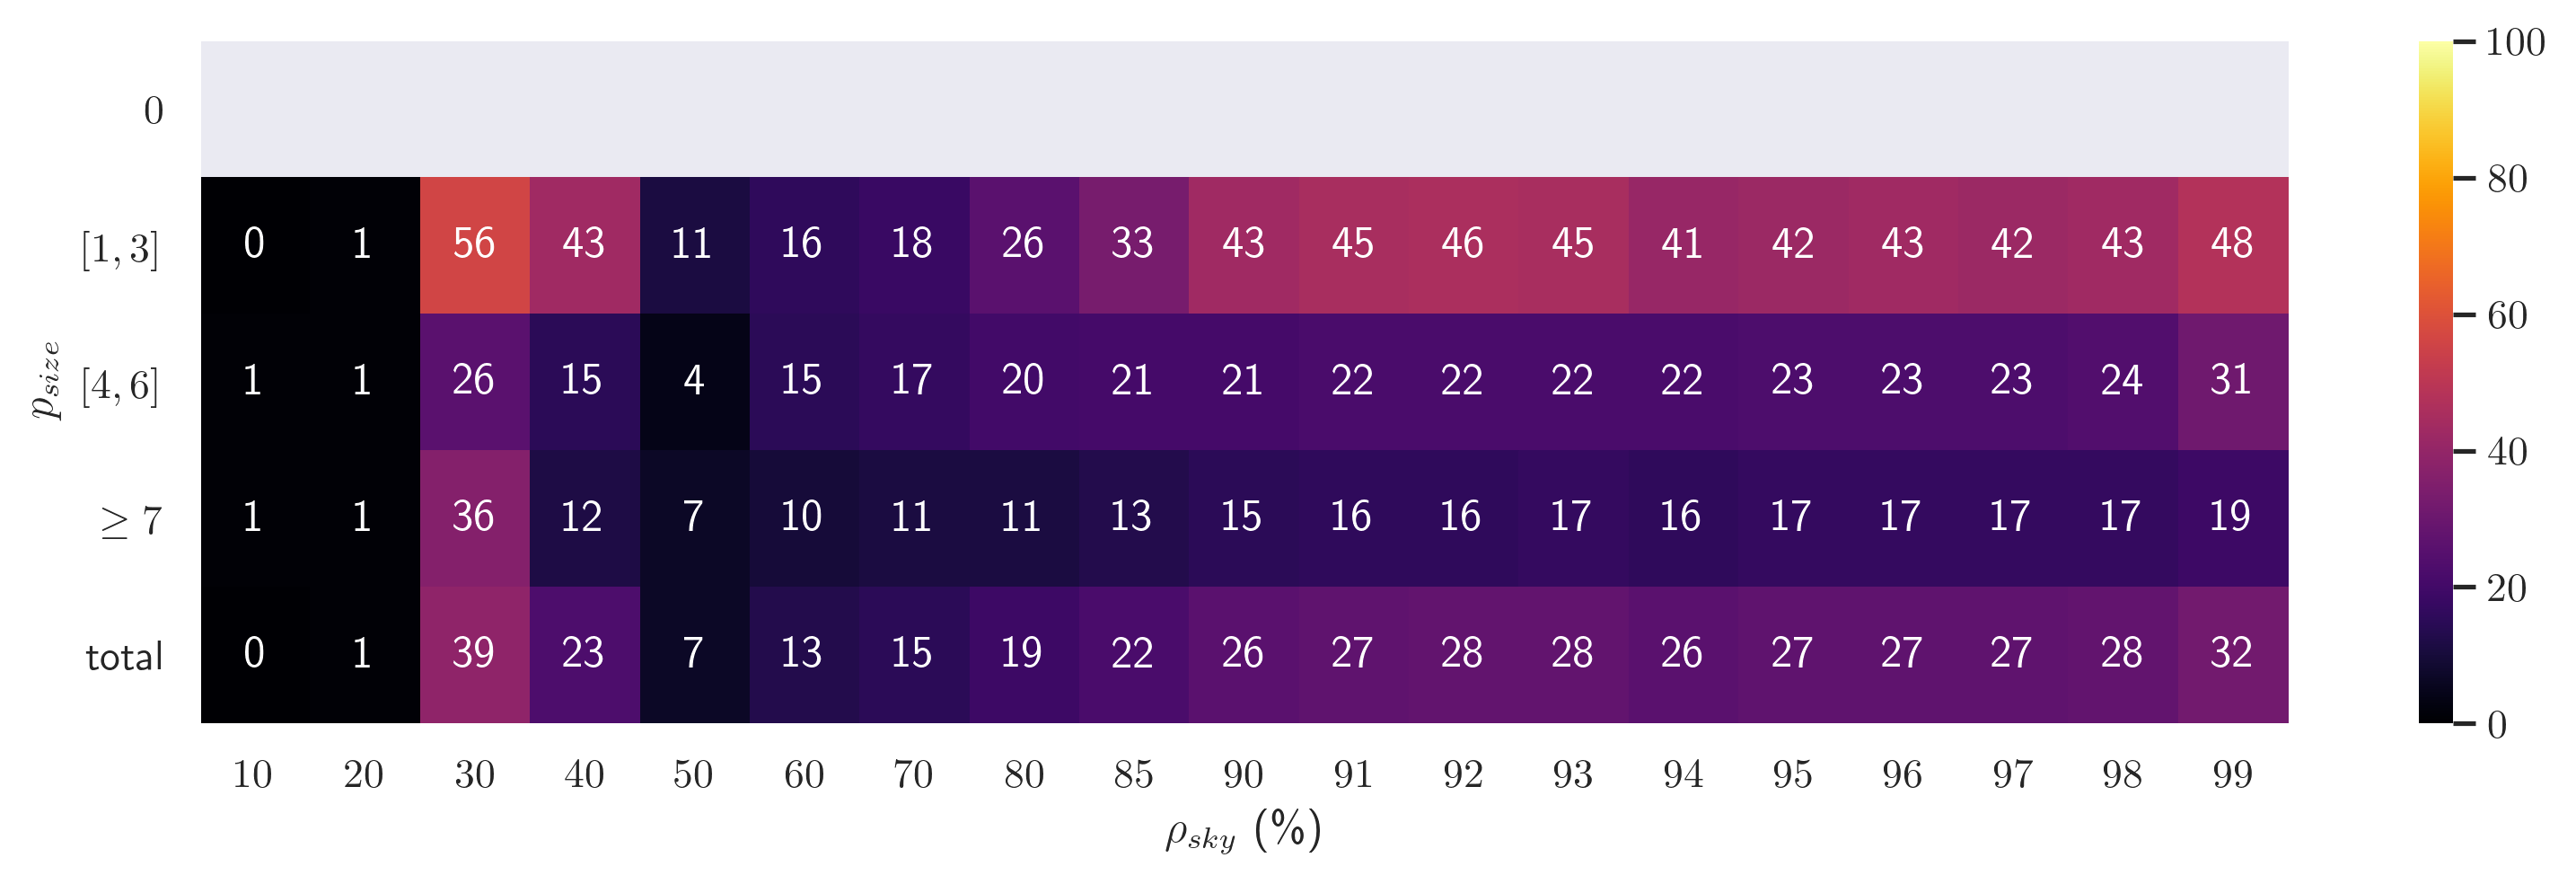 0
[1, 3] 0 1 56 43 11 16 18 26 33 43 45 46 45 41 42 43 42 43 48
[4, 6] 1 1 26 15 4 15 17 20 21 21 22 22 22 22 23 23 23 24 31
≥ 7 1 1 36 12 7 10 11 11 13 15 16 16 17 16 17 17 17 17 19
total 0 1 39 23 7 13 15 19 22 26 27 28 28 26 27 27 27 28 32
10 20 30 40 50 60 70 80 85 90 91 92 93 94 95 96 97 98 99
ρsky (%)
psize
100
80
60
40
20
0